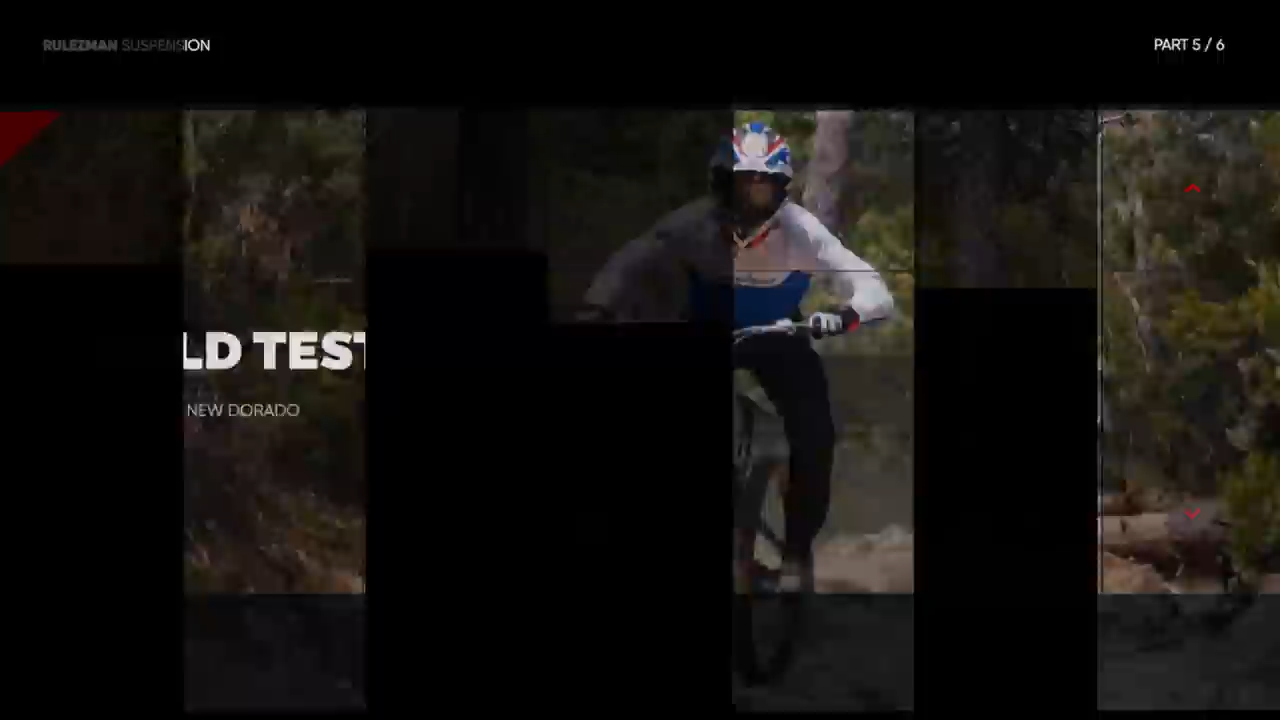 RULEZMAN SUSPENSION
PART 5 / 6
LD TEST
NEW DORADO